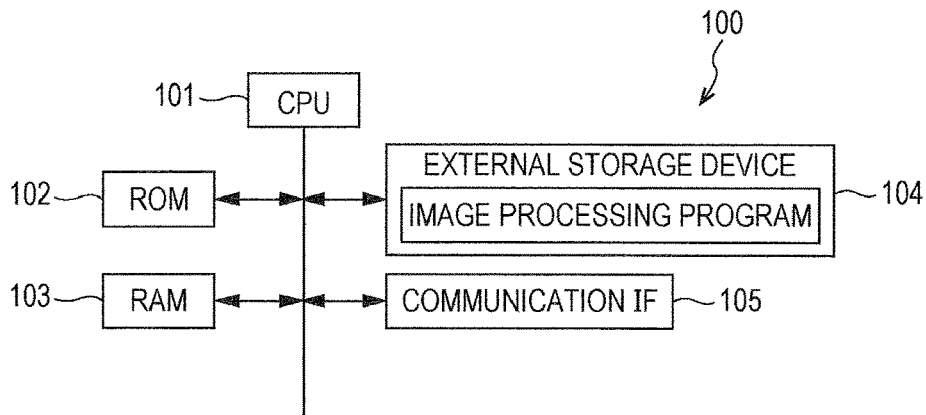 100
101
CPU
EXTERNAL STORAGE DEVICE
102
ROM
IMAGE PROCESSING PROGRAM
104
103
RAM
COMMUNICATION IF
105